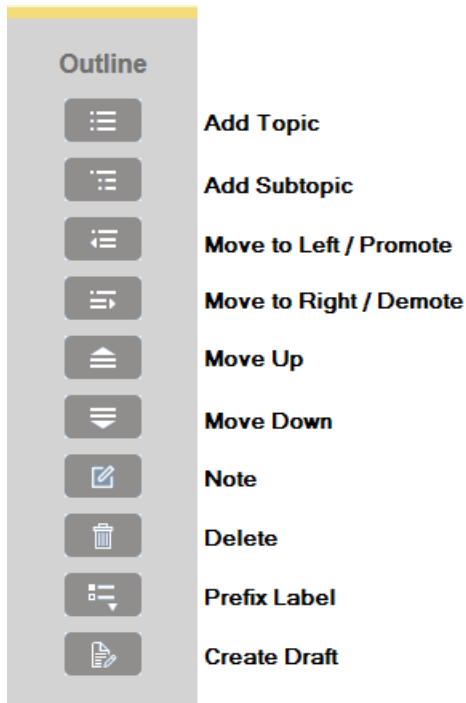 Outline
Add Topic
Add Subtopic
Move to Left / Promote
Move to Right / Demote
Move Up
Move Down
Note
Delete
Prefix Label
Create Draft